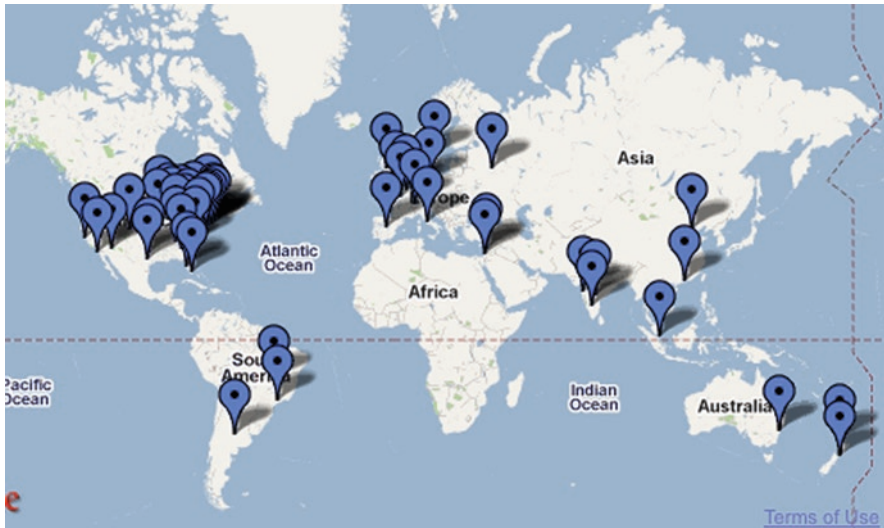 Asia
Europe
Atlantic
Ocean
Africa
South
America
Pacific
Ocean
Indian
Ocean
Australia
e
Terms of Use